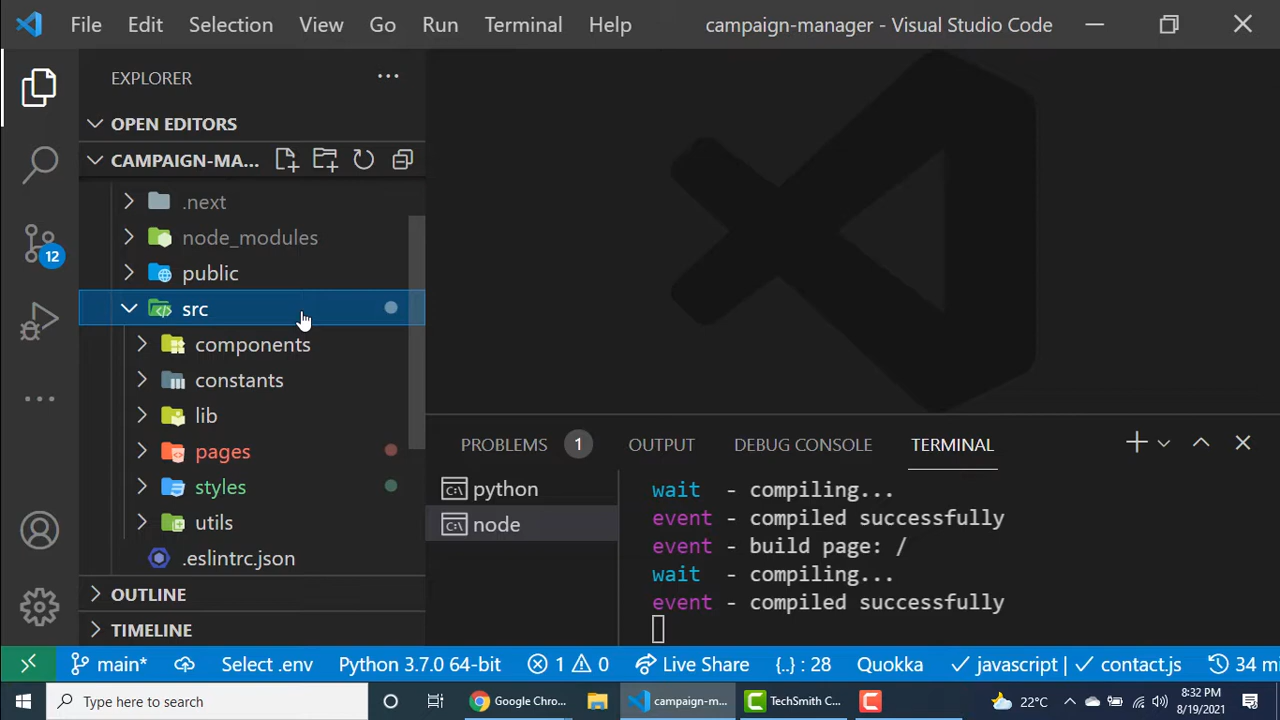 File Edit Selection View Go Run Terminal Help campaign-manager - Visual Studio Code
EXPLORER
OPEN EDITORS
CAMPAIGN-MA...
.next
node_modules
public
src
components
constants
lib
pages
styles
utils
.eslintrc.json
OUTLINE
TIMELINE
12
PROBLEMS 1 OUTPUT DEBUG CONSOLE TERMINAL
python
node
wait - compiling...
event - compiled successfully
event - build page: /
wait - compiling...
event - compiled successfully
main* Select .env Python 3.7.0 64-bit 1 0 Live Share {..} : 28 Quokka javascript | contact.js 34 mi
Type here to search Google Chro... campaign-m... TechSmith C... 22°C 8:32 PM
8/19/2021